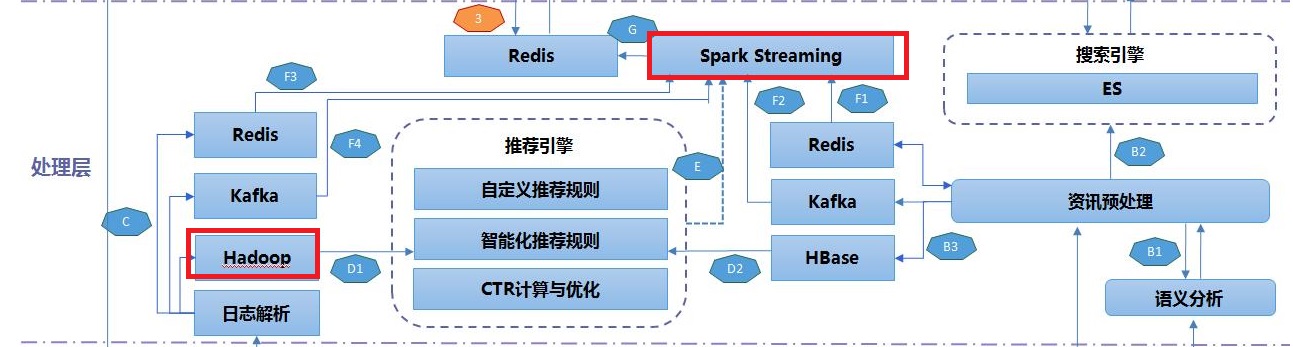 3
G
Redis
Spark Streaming
搜索引擎
ES
F3
F2
F1
Redis
F4
推荐引擎
Redis
B2
处理层
E
自定义推荐规则
Kafka
Kafka
资讯预处理
C
智能化推荐规则
Hadoop
D1
D2
HBase
B3
B1
CTR计算与优化
日志解析
语义分析